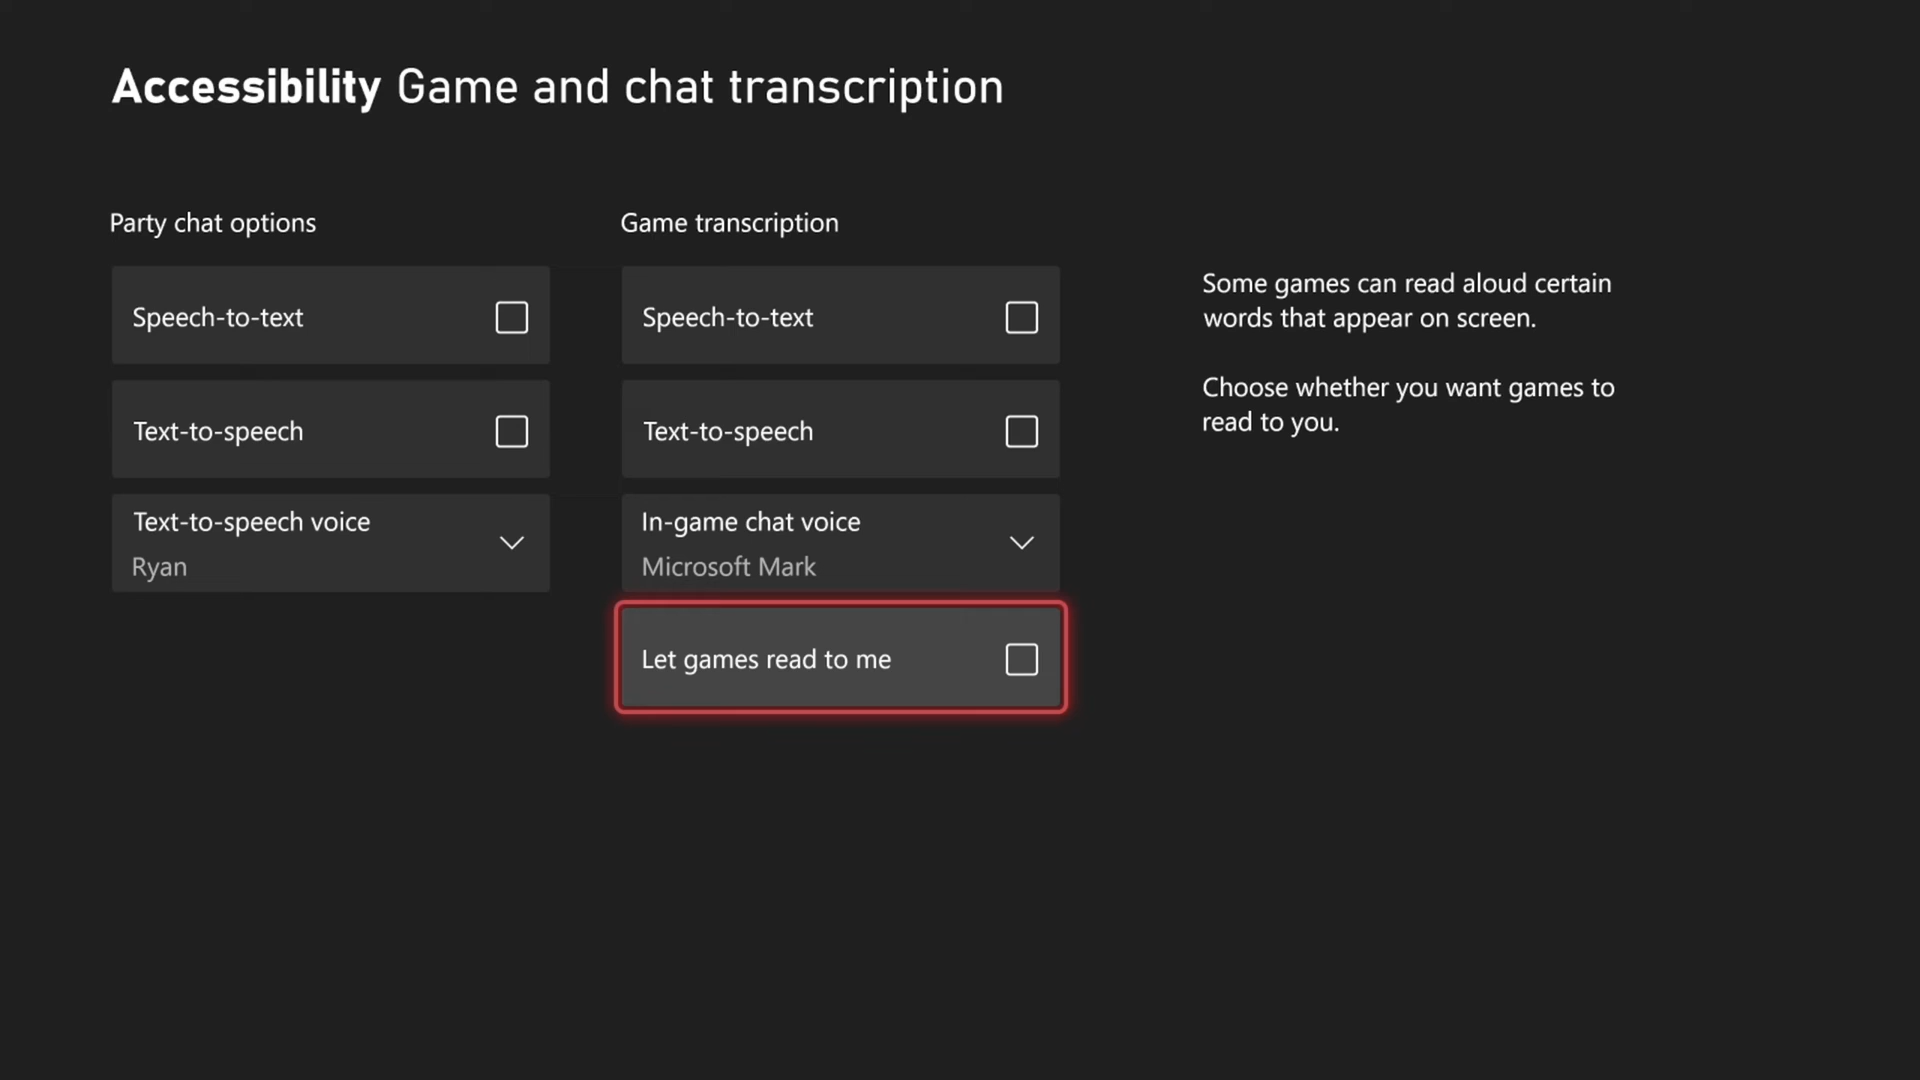 Accessibility Game and chat transcription
Party chat options
Speech-to-text
Text-to-speech
Text-to-speech voice
Ryan
Game transcription
Speech-to-text
Text-to-speech
In-game chat voice
Microsoft Mark
Let games read to me
Some games can read aloud certain
words that appear on screen.
Choose whether you want games to
read to you.